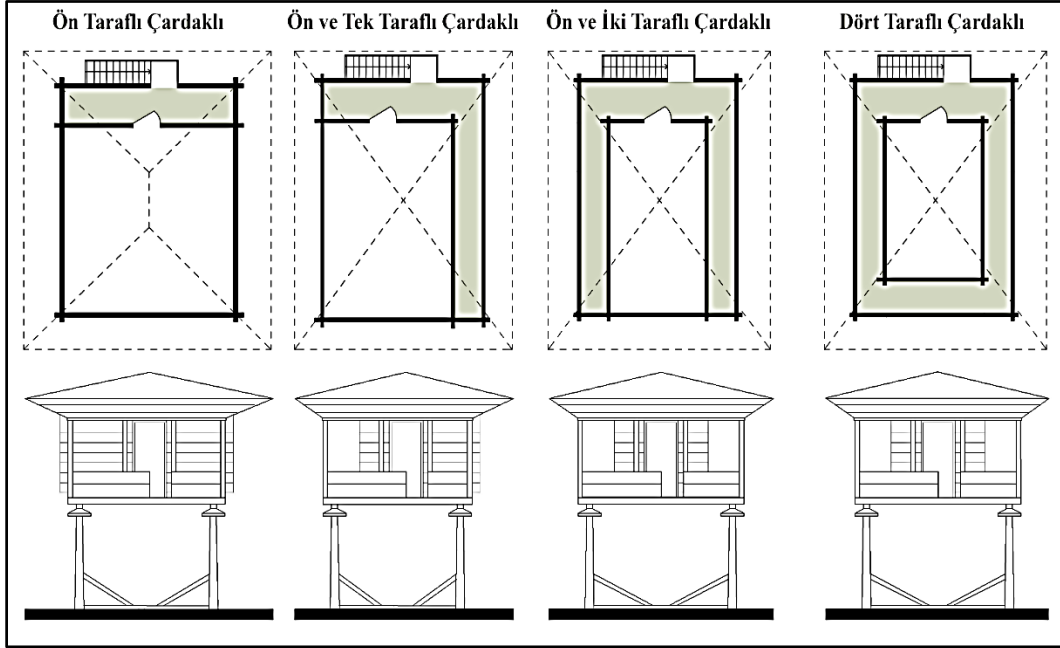 Ön Taraflı Çardaklı
Ön ve Tek Taraflı Çardaklı
Ön ve İki Taraflı Çardaklı
Dört Taraflı Çardaklı